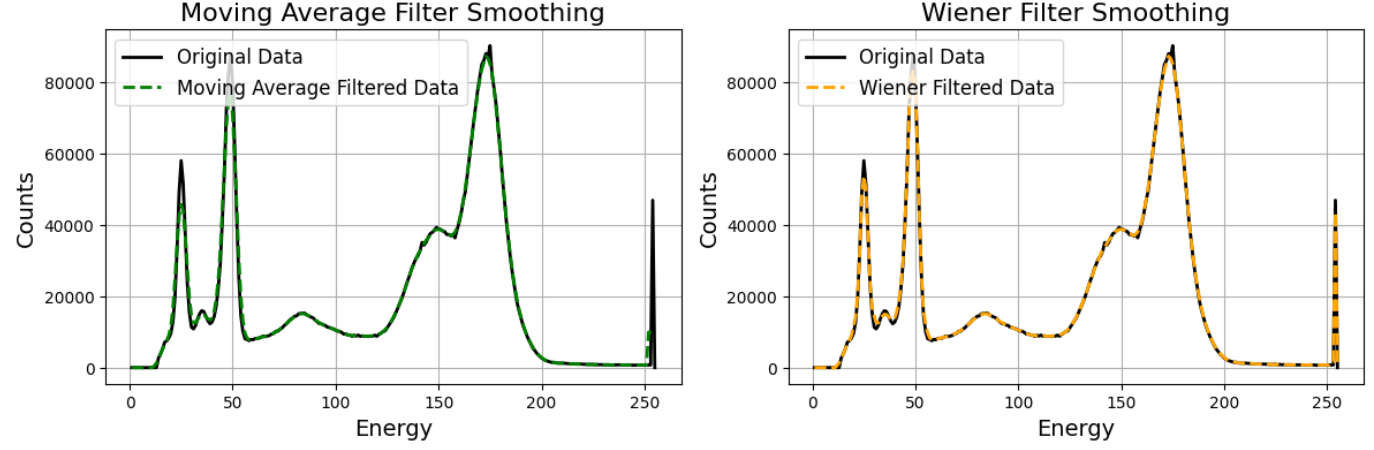 Moving Average Filter Smoothing
Original Data
Moving Average Filtered Data
80000
60000
40000
20000
0
Counts
0 50 100 150 200 250
Energy
Wiener Filter Smoothing
Original Data
Wiener Filtered Data
80000
60000
40000
20000
0
Counts
0 50 100 150 200 250
Energy